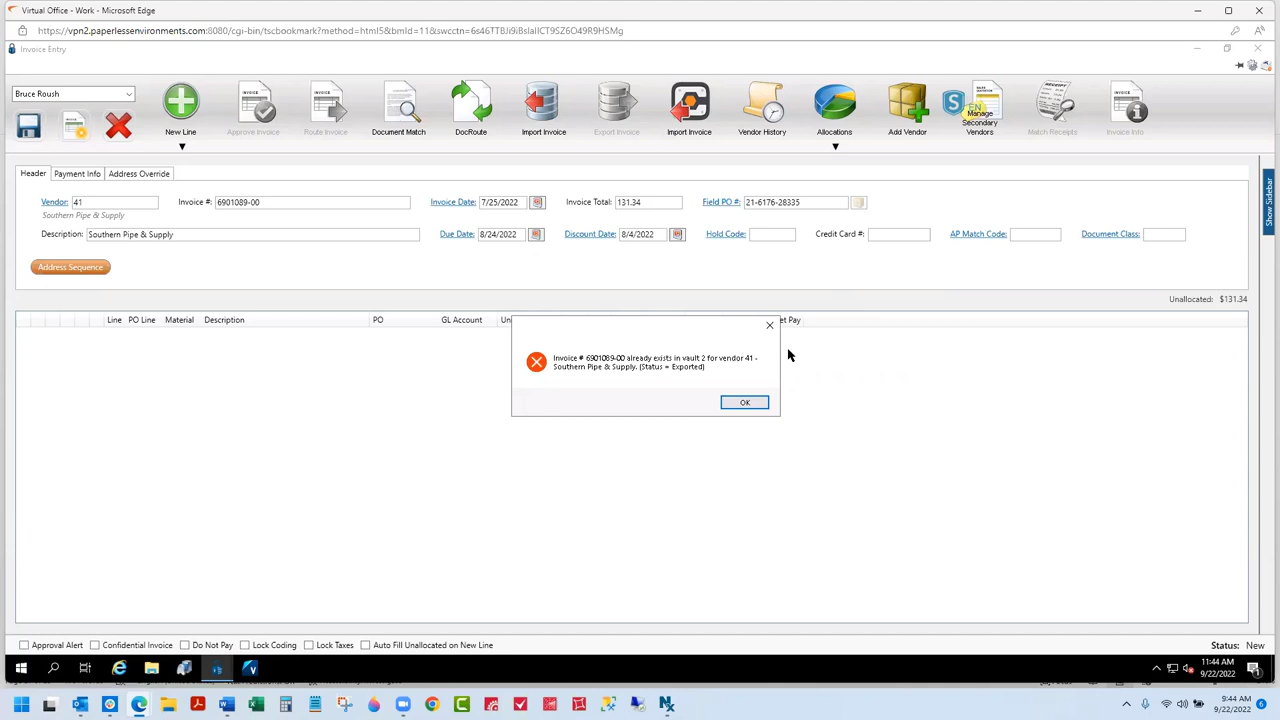 Virtual Office - Work - Microsoft Edge
https://vpn2.paperlessenvironments.com:8080/cgi-bin/tscbookmark?method=html5&bmId=11&swcctn=6s46TTBJi9iBslalICT9SZ6O49R9HSMg
Invoice Entry
Bruce Roush
New Line
Approve Invoice
Route Invoice
Document Match
DocRoute
Import Invoice
Export Invoice
Import Invoice
Vendor History
Allocations
Add Vendor
Manage Secondary Vendors
Match Receipts
Invoice Info
Show Sidebar
Header Payment Info Address Override
Vendor: 41 Invoice #: 6901089-00 Invoice Date: 7/25/2022 Invoice Total: 131.34 Field PO #: 21-6176-28335
Southern Pipe & Supply
Description: Southern Pipe & Supply Due Date: 8/24/2022 Discount Date: 8/4/2022 Hold Code: Credit Card #: AP Match Code: Document Class:
Address Sequence
Unallocated: $131.34
Line PO Line Material Description PO GL Account Un et Pay
Invoice # 6901089-00 already exists in vault 2 for vendor 41 -
Southern Pipe & Supply. (Status = Exported)
OK
Approval Alert Confidential Invoice Do Not Pay Lock Coding Lock Taxes Auto Fill Unallocated on New Line Status: New
11:44 AM
9/22/2022
9:44 AM
9/22/2022